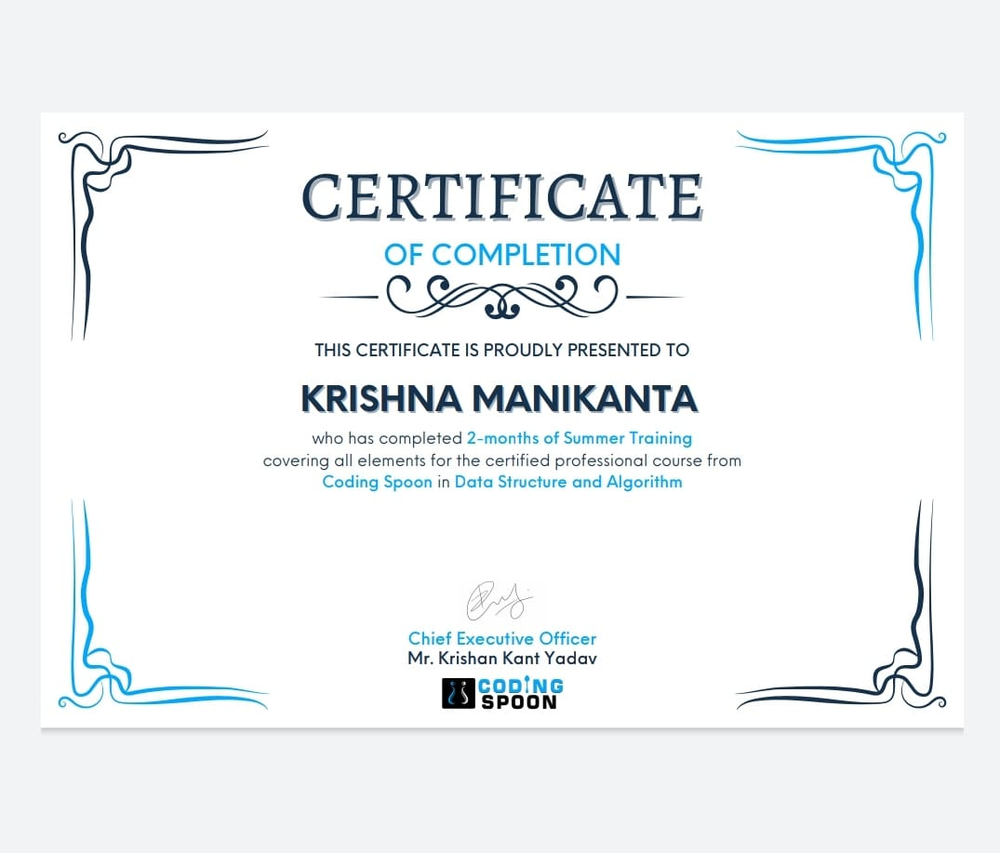 CERTIFICATE
OF COMPLETION
THIS CERTIFICATE IS PROUDLY PRESENTED TO
KRISHNA MANIKANTA
who has completed 2-months of Summer Training
covering all elements for the certified professional course from
Coding Spoon in Data Structure and Algorithm
Chief Executive Officer
Mr. Krishan Kant Yadav
CODING
SPOON